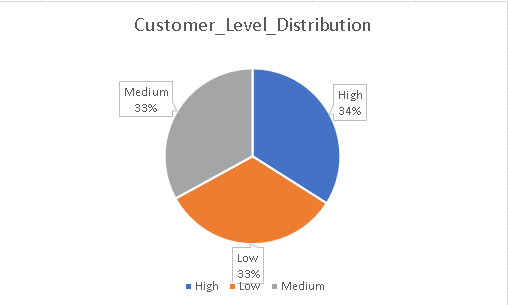 Customer_Level_Distribution
Medium
33%
High
34%
Low
33%
High
Low
Medium